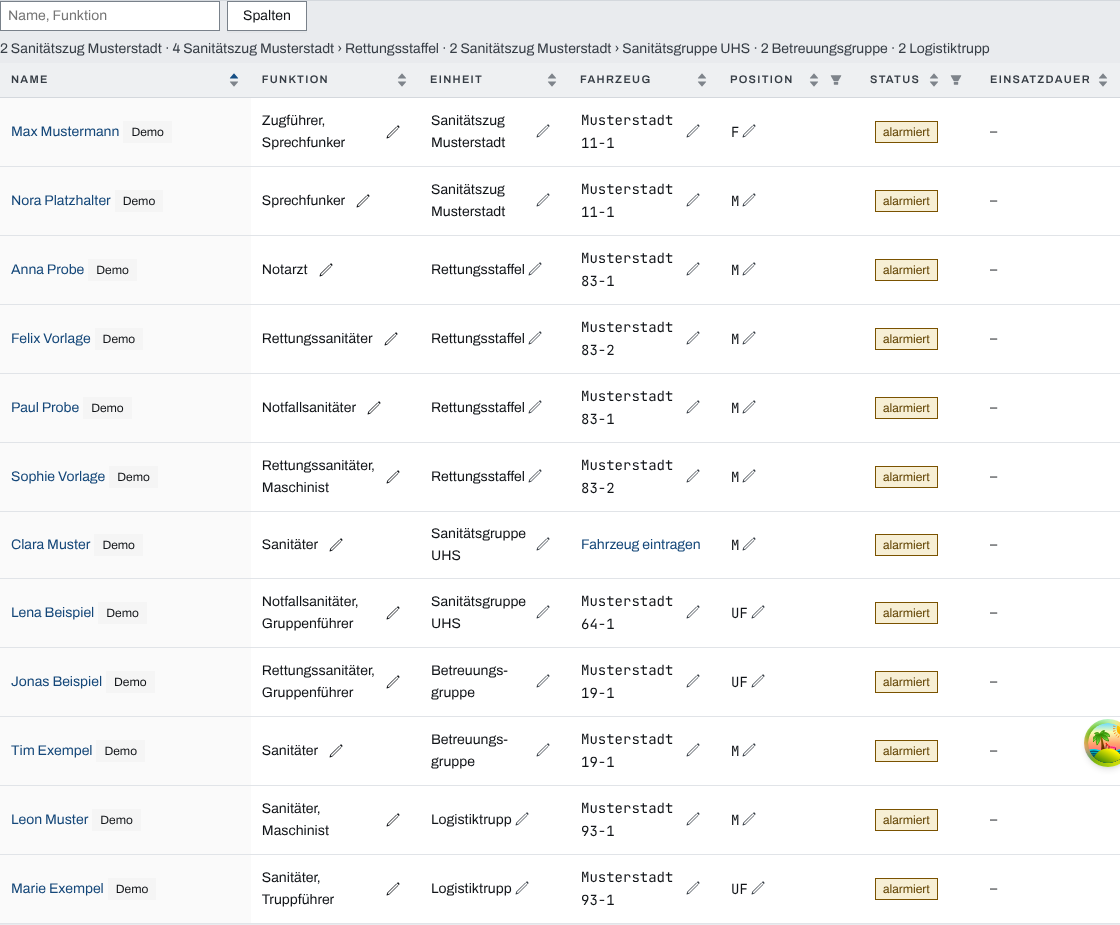 Name, Funktion Spalten
2 Sanitätszug Musterstadt · 4 Sanitätszug Musterstadt › Rettungsstaffel · 2 Sanitätszug Musterstadt › Sanitätsgruppe UHS · 2 Betreuungsgruppe · 2 Logistiktrupp
NAME FUNKTION EINHEIT FAHRZEUG POSITION STATUS EINSATZDAUER
Max Mustermann Demo Zugführer, Sprechfunker Sanitätszug Musterstadt Musterstadt 11-1 F alarmiert –
Nora Platzhalter Demo Sprechfunker Sanitätszug Musterstadt Musterstadt 11-1 M alarmiert –
Anna Probe Demo Notarzt Rettungsstaffel Musterstadt 83-1 M alarmiert –
Felix Vorlage Demo Rettungssanitäter Rettungsstaffel Musterstadt 83-2 M alarmiert –
Paul Probe Demo Notfallsanitäter Rettungsstaffel Musterstadt 83-1 M alarmiert –
Sophie Vorlage Demo Rettungssanitäter, Maschinist Rettungsstaffel Musterstadt 83-2 M alarmiert –
Clara Muster Demo Sanitäter Sanitätsgruppe UHS Fahrzeug eintragen M alarmiert –
Lena Beispiel Demo Notfallsanitäter, Gruppenführer Sanitätsgruppe UHS Musterstadt 64-1 UF alarmiert –
Jonas Beispiel Demo Rettungssanitäter, Gruppenführer Betreuungs- gruppe Musterstadt 19-1 UF alarmiert –
Tim Exempel Demo Sanitäter Betreuungs- gruppe Musterstadt 19-1 M alarmiert –
Leon Muster Demo Sanitäter, Maschinist Logistiktrupp Musterstadt 93-1 M alarmiert –
Marie Exempel Demo Sanitäter, Truppführer Logistiktrupp Musterstadt 93-1 UF alarmiert –